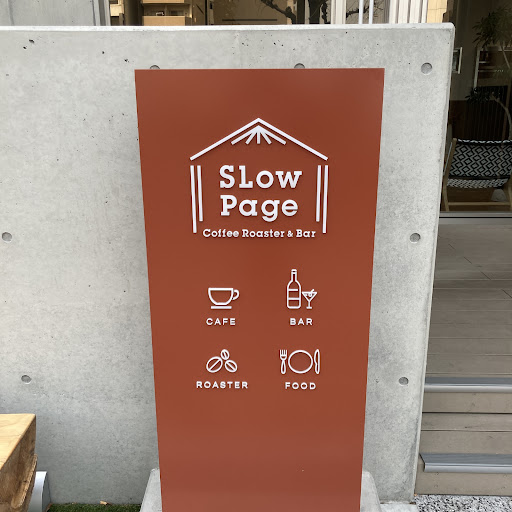 SLow
Page
Coffee Roaster & Bar
CAFE
BAR
ROASTER
FOOD